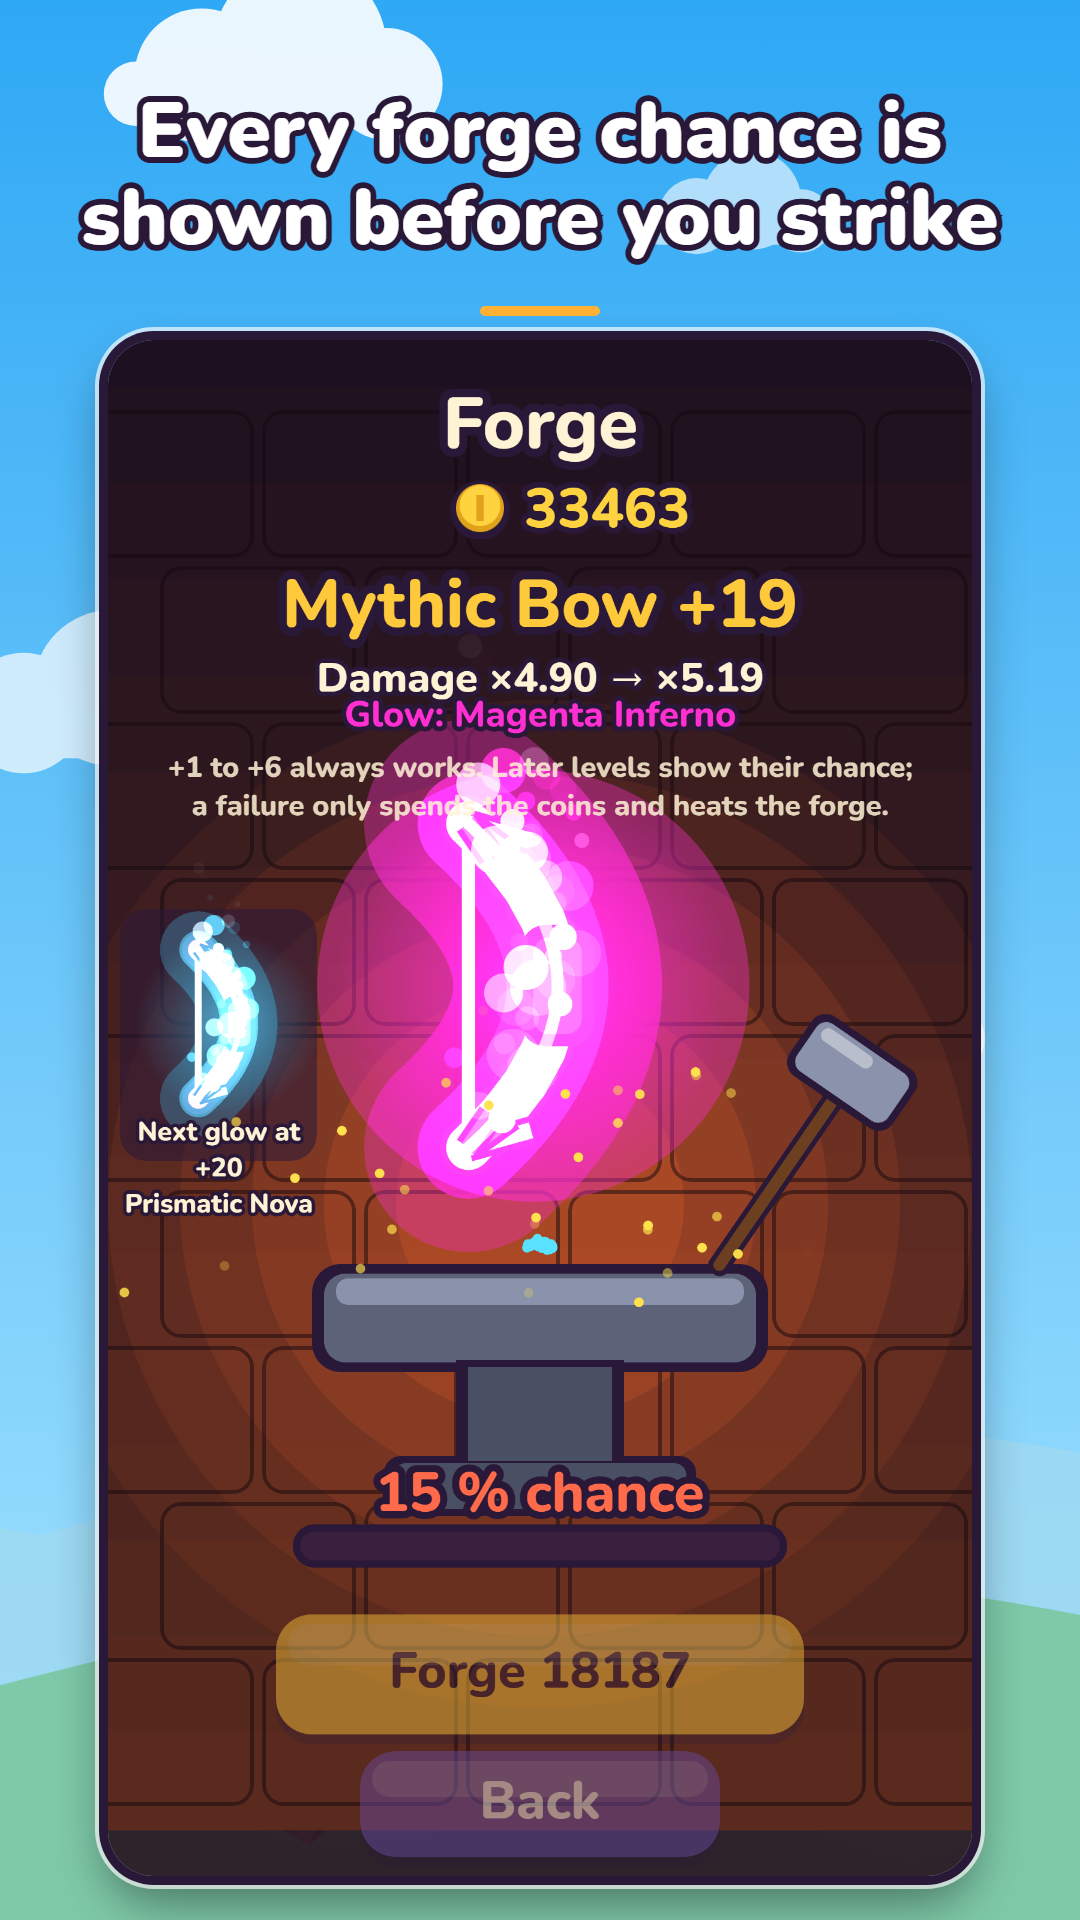 Every forge chance is
shown before you strike
Forge
33463
Mythic Bow +19
Damage ×4.90 → ×5.19
Glow: Magenta Inferno
+1 to +6 always works. Later levels show their chance;
a failure only spends the coins and heats the forge.
Next glow at
+20
Prismatic Nova
15 % chance
Forge 18187
Back